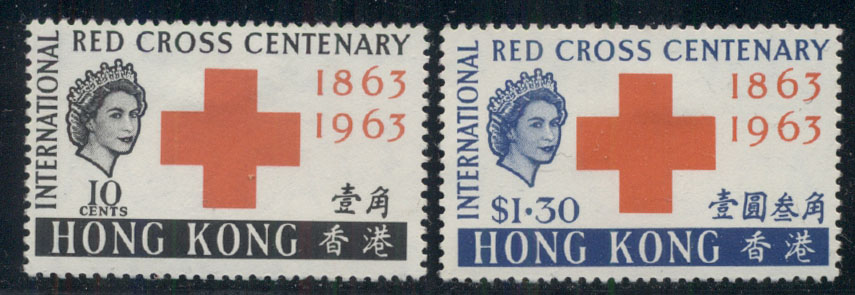 INTERNATIONAL
RED CROSS CENTENARY
1863
1963
10
CENTS
壹角
HONG KONG 香港
INTERNATIONAL
RED CROSS CENTENARY
1863
1963
$1·30
壹圓叁角
HONG KONG 香港